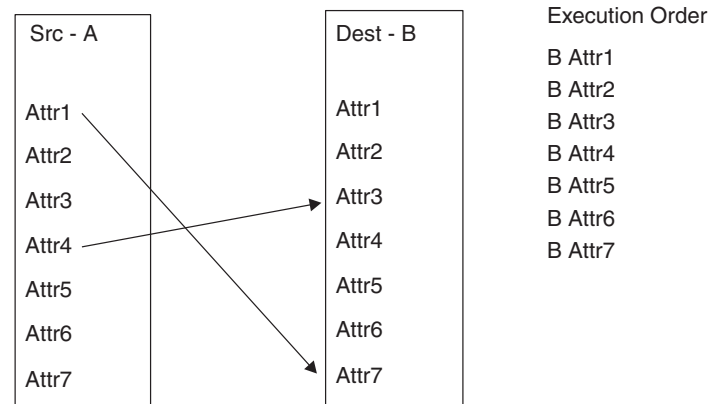 Src - A
Attr1
Attr2
Attr3
Attr4
Attr5
Attr6
Attr7
Dest - B
Attr1
Attr2
Attr3
Attr4
Attr5
Attr6
Attr7
Execution Order
B Attr1
B Attr2
B Attr3
B Attr4
B Attr5
B Attr6
B Attr7